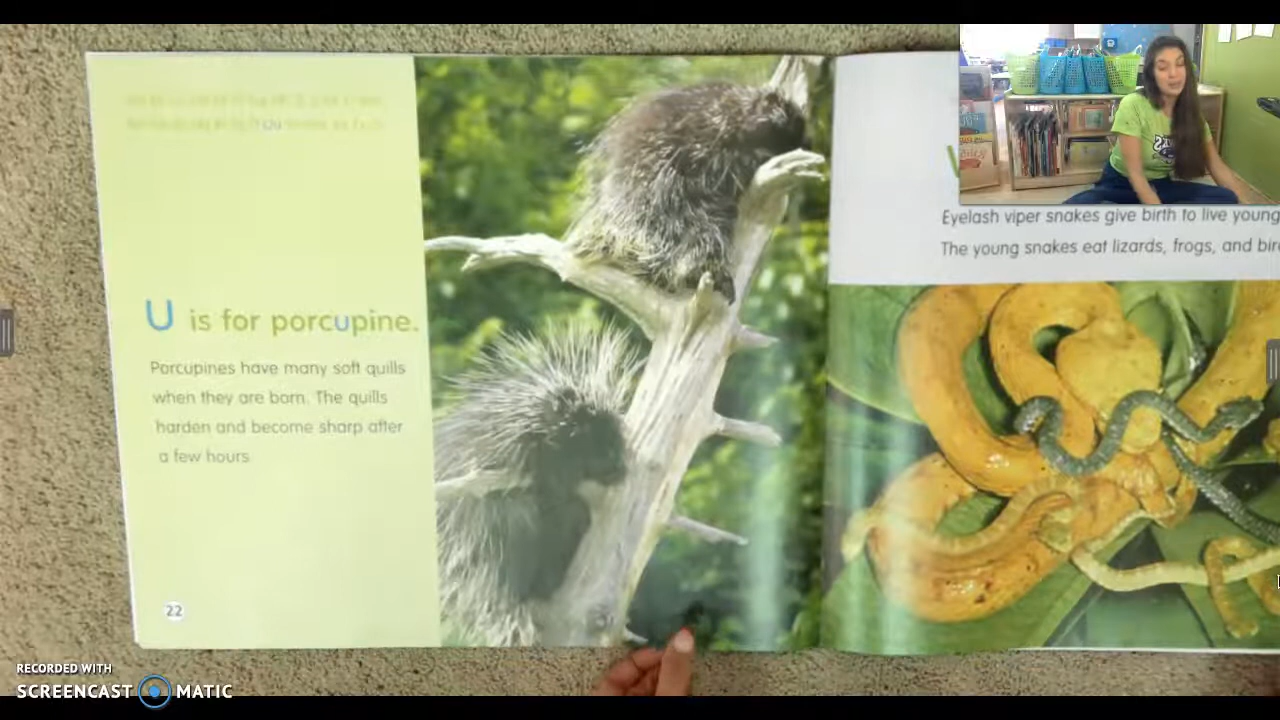 U is for porcupine.
Porcupines have many soft quills
when they are born. The quills
harden and become sharp after
a few hours
22
Eyelash viper snakes give birth to live young
The young snakes eat lizards, frogs, and
RECORDED WITH
SCREENCAST MATIC